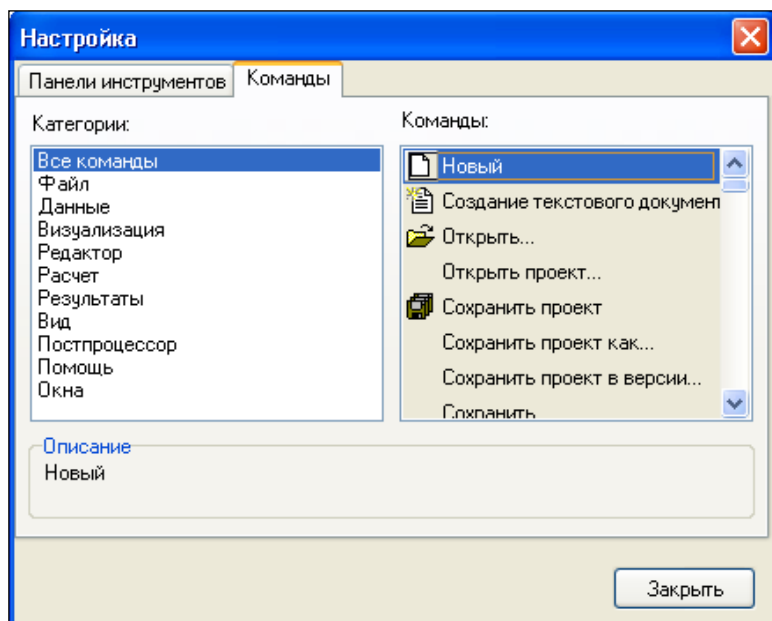 Настройка
Панели инструментов
Команды
Категории:
Команды:
Все команды
Файл
Данные
Визуализация
Редактор
Расчет
Результаты
Вид
Постпроцессор
Помощь
Окна
Новый
Создание текстового документ
Открыть...
Открыть проект...
Сохранить проект
Сохранить проект как...
Сохранить проект в версии...
Сохранить
Описание
Новый
Закрыть